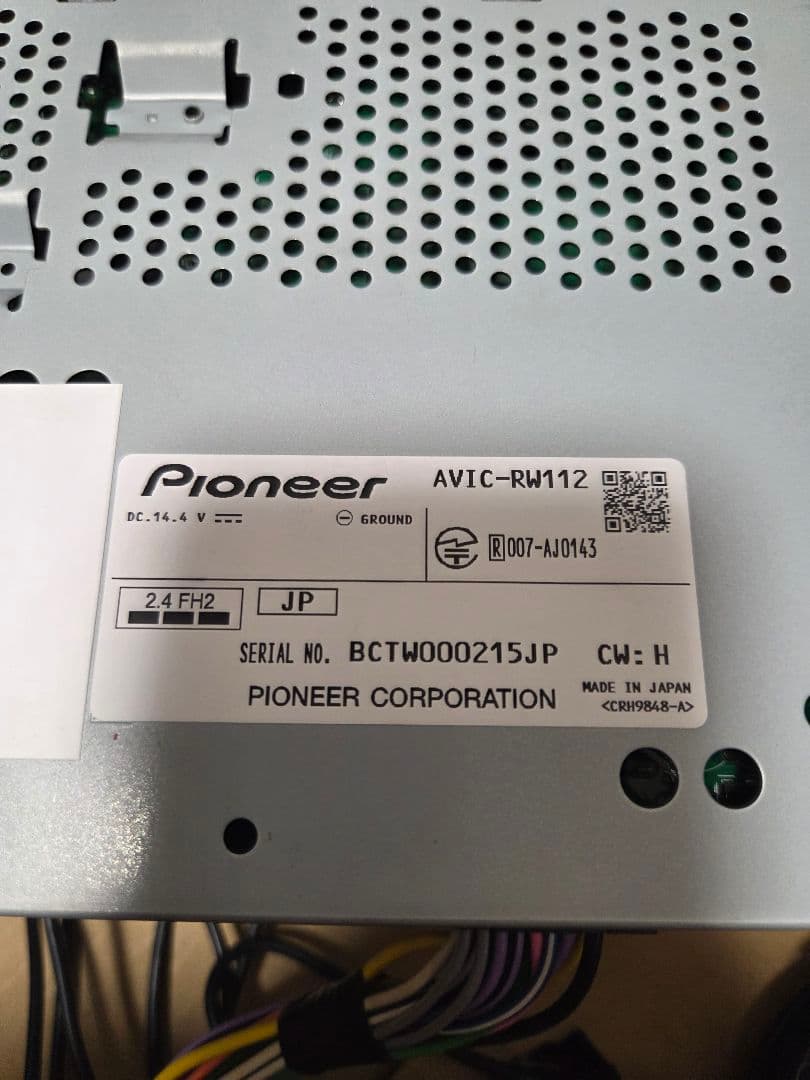 Pioneer
AVIC-RW112
DC.14.4 V
GROUND
R 007-AJ0143
2.4 FH2
JP
SERIAL NO. BCTW000215JP CW: H
PIONEER CORPORATION
MADE IN JAPAN
<CRH9848-A>